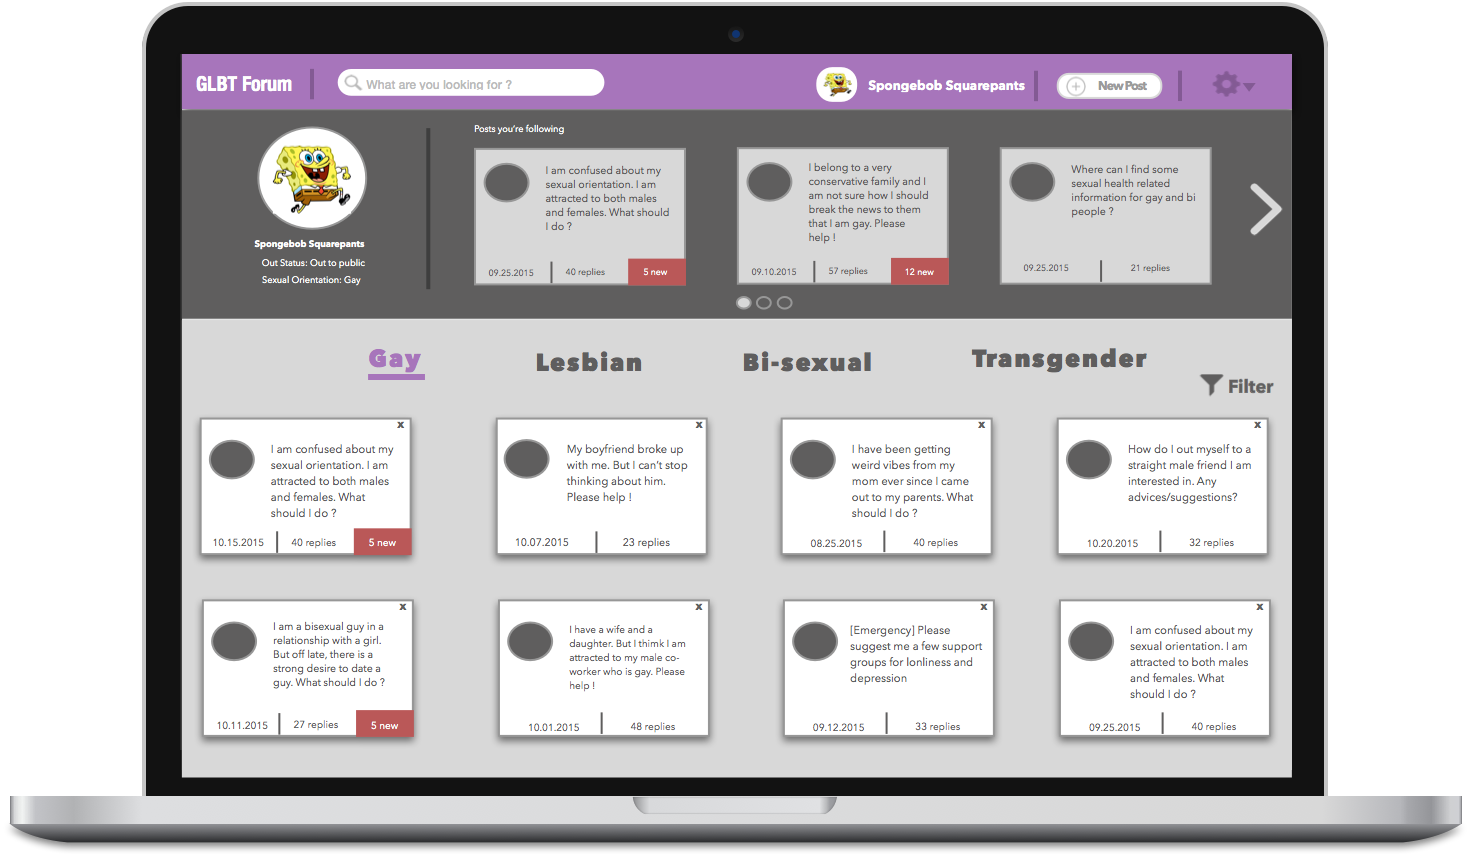 GLBT Forum
What are you looking for ?
Spongebob Squarepants
New Post
Posts you're following
Spongebob Squarepants
Out Status: Out to public
Sexual Orientation: Gay
I am confused about my
sexual orientation. I am
attracted to both males
and females. What should
I do ?
09.25.2015
40 replies
5 new
I belong to a very
conservative family and I
am not sure how I should
break the news to them
that I am gay. Please
help !
09.10.2015
57 replies
12 new
Where can I find some
sexual health related
information for gay and bi
people ?
09.25.2015
21 replies
Gay
Lesbian
Bi-sexual
Transgender
Filter
x
I am confused about my
sexual orientation. I am
attracted to both males
and females. What
should I do ?
10.15.2015
40 replies
5 new
x
My boyfriend broke up
with me. But I can't stop
thinking about him.
Please help !
10.07.2015
23 replies
x
I have been getting
weird vibes from my
mom ever since I came
out to my parents. What
should I do ?
08.25.2015
40 replies
x
How do I out myself to a
straight male friend I am
interested in. Any
advices/suggestions?
10.20.2015
32 replies
x
I am a bisexual guy in a
relationship with a girl.
But off late, there is a
strong desire to date a
guy. What should I do ?
10.11.2015
27 replies
5 new
x
I have a wife and a
daughter. But I thimk I am
attracted to my male co-
worker who is gay. Please
help !
10.01.2015
48 replies
x
[Emergency] Please
suggest me a few support
groups for lonliness and
depression
09.12.2015
33 replies
x
I am confused about my
sexual orientation. I am
attracted to both males
and females. What
should I do ?
09.25.2015
40 replies